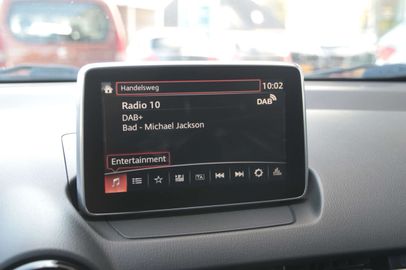 Handelsweg 10:02
Radio 10 DAB
DAB+
Bad - Michael Jackson
Entertainment
TA